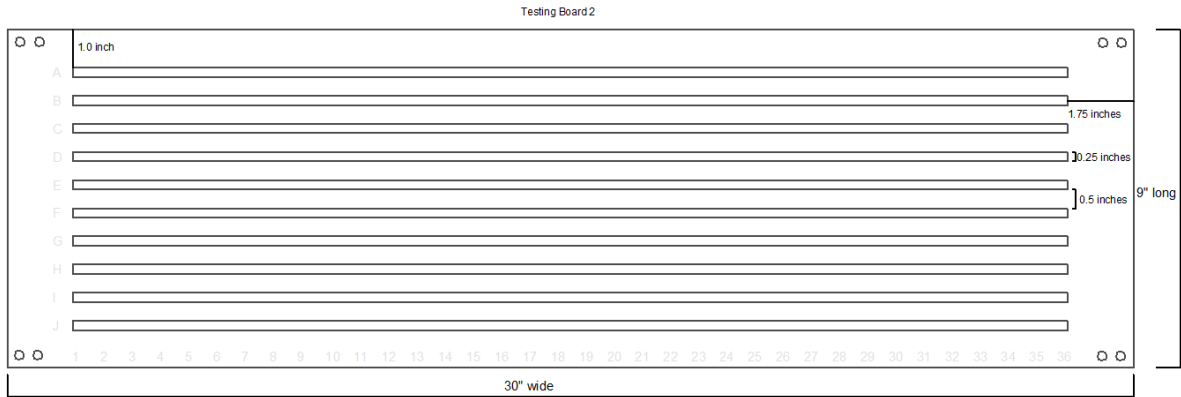 Testing Board 2
1.0 inch
A
B
1.75 inches
C
D
0.25 inches
E
9" long
0.5 inches
F
G
H
I
J
1 2 3 4 5 6 7 8 9 10 11 12 13 14 15 16 17 18 19 20 21 22 23 24 25 26 27 28 29 30 31 32 33 34 35 36
30" wide